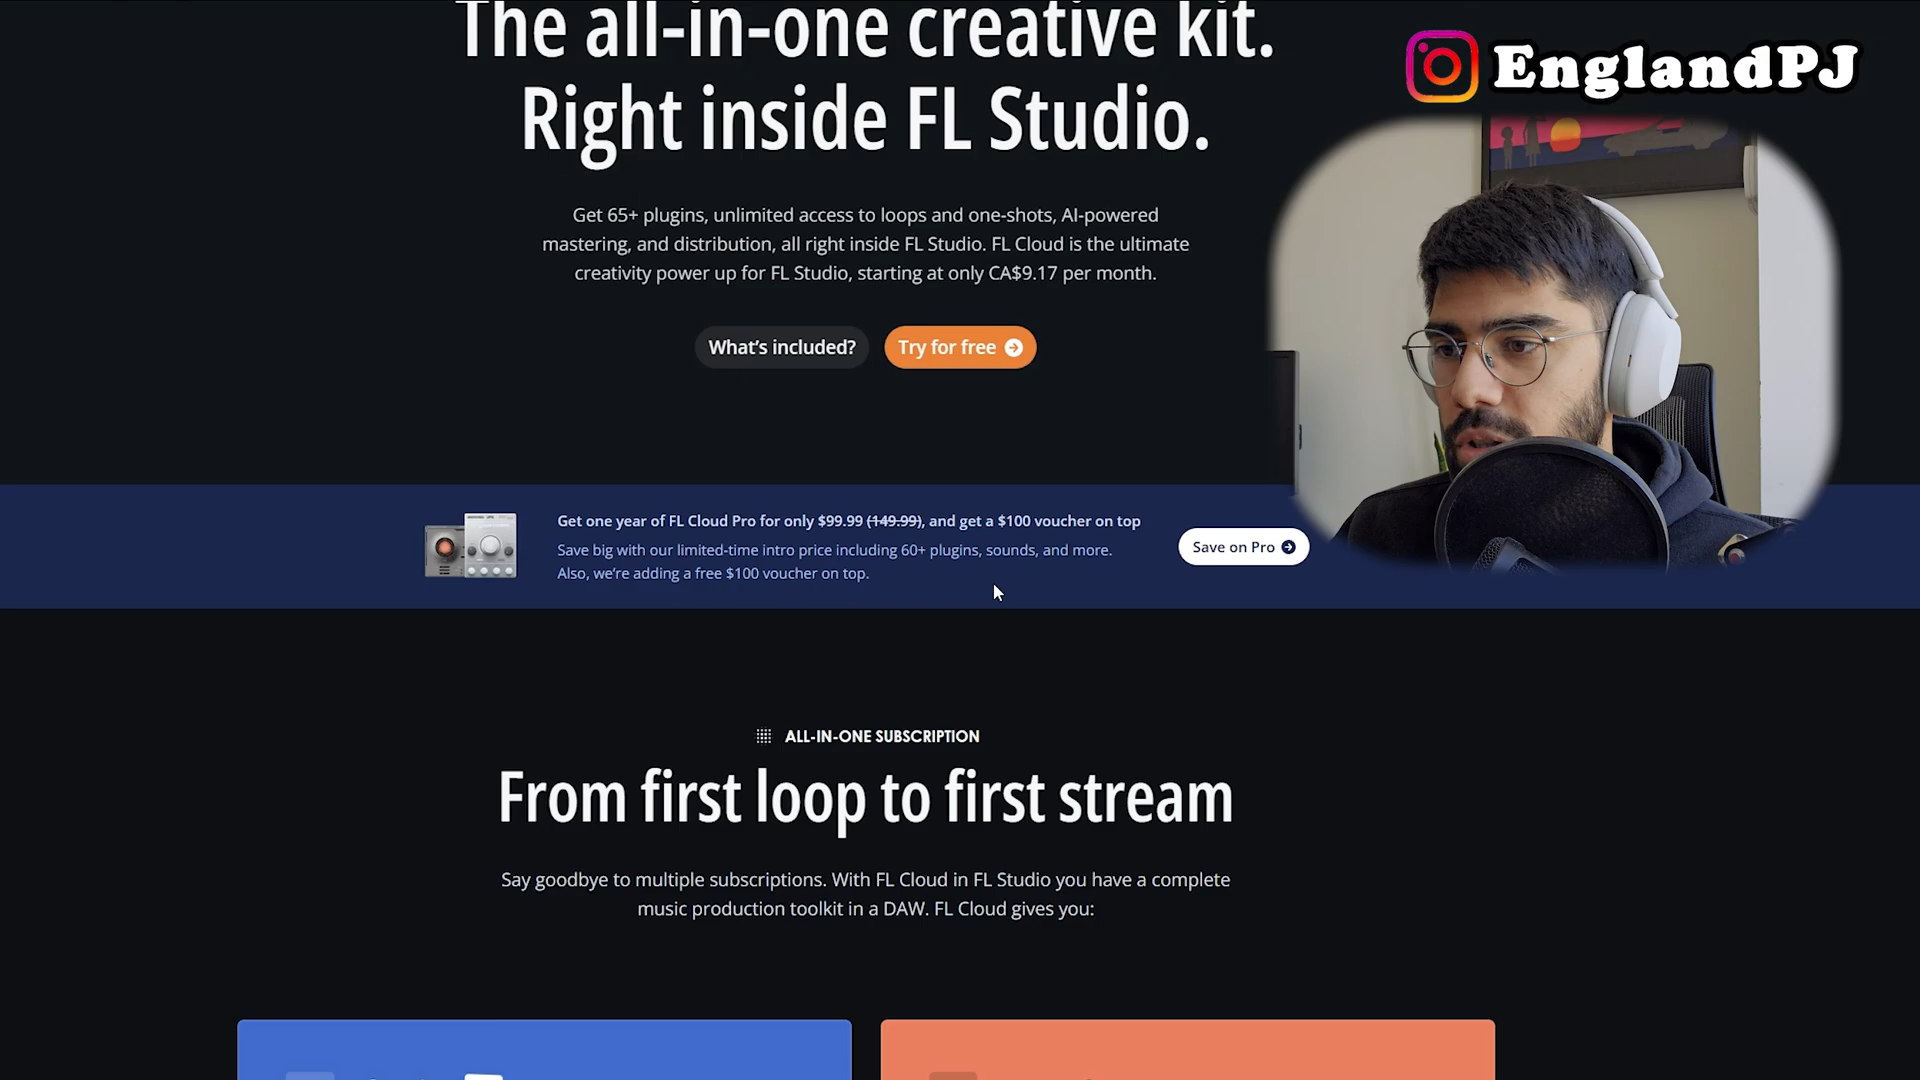 The all-in-one creative kit.
Right inside FL Studio.
EnglandPJ
Get 65+ plugins, unlimited access to loops and one-shots, AI-powered
mastering, and distribution, all right inside FL Studio. FL Cloud is the ultimate
creativity power up for FL Studio, starting at only CA$9.17 per month.
What's included?
Try for free
Get one year of FL Cloud Pro for only $99.99 (149.99), and get a $100 voucher on top
Save big with our limited-time intro price including 60+ plugins, sounds, and more.
Also, we're adding a free $100 voucher on top.
Save on Pro
ALL-IN-ONE SUBSCRIPTION
From first loop to first stream
Say goodbye to multiple subscriptions. With FL Cloud in FL Studio you have a complete
music production toolkit in a DAW. FL Cloud gives you: